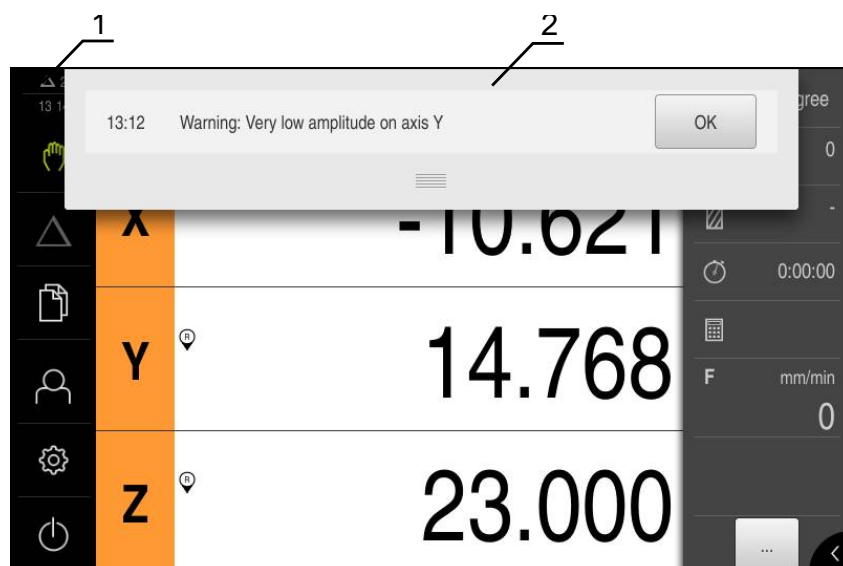 1 2
13:12 Warning: Very low amplitude on axis Y OK
X -10.621 -
0
0:00:00
Y R 14.768
F mm/min
0
Z R 23.000
...